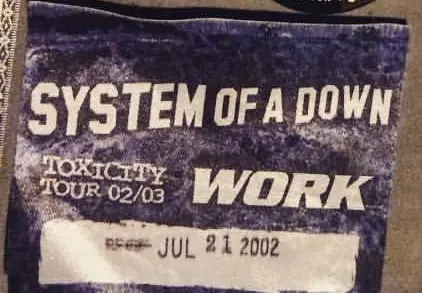 SYSTEM OF A DOWN
TOXICITY
TOUR 02/03
WORK
JUL 21 2002